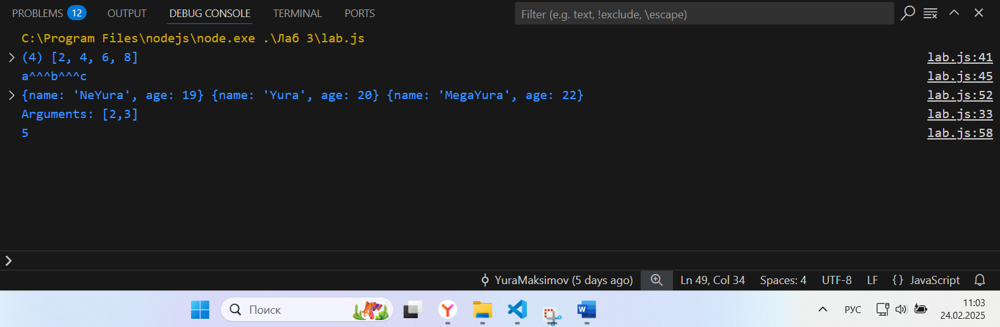 PROBLEMS 12 OUTPUT DEBUG CONSOLE TERMINAL PORTS Filter (e.g. text, !exclude, \escape)
C:\Program Files\nodejs\node.exe .\Лаб 3\lab.js
(4) [2, 4, 6, 8] lab.js:41
a^^^b^^^c lab.js:45
{name: 'NeYura', age: 19} {name: 'Yura', age: 20} {name: 'MegaYura', age: 22} lab.js:52
Arguments: [2,3] lab.js:33
5 lab.js:58
YuraMaksimov (5 days ago) Ln 49, Col 34 Spaces: 4 UTF-8 LF {} JavaScript
Поиск РУС 11:03
24.02.2025